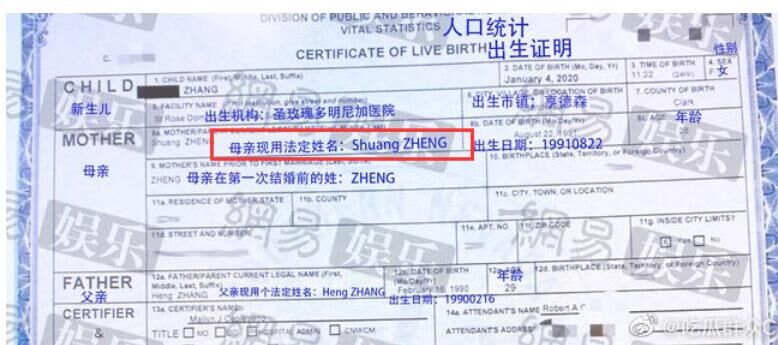 DIVISION OF PUBLIC AND BEHAVIORAL
VITAL STATISTICS
人口统计
CERTIFICATE OF LIVE BIRTH
出生证明
C.
性别
CHILD
新生儿
1. CHILD NAME (First, Middle, Last, Suffix)
ZHANG
2. DATE OF BIRTH (Mo, Day, Yr)
January 4, 2020
3. TIME OF BIRTH
11:22 (24Hr)
4. SEX
F 女
5. FACILITY NAME (If not institution, give street and number)
St Rose Dom
出生机构：圣玫瑰多明尼加医院
6. CITY, VILLAGE, OR LOCATION OF BIRTH
出生市镇：亨德森
7. COUNTY OF BIRTH
Clark
MOTHER
母亲
8a. MOTHER/PARENT CURRENT LEGAL NAME (First, Middle, Last)
Shuang ZHENG
母亲现用法定姓名：Shuang ZHENG
8b. DATE OF BIRTH (Mo, Day, Yr)
August 22, 1991
出生日期：19910822
8c. AGE
年龄
28
9. MOTHER'S NAME PRIOR TO FIRST MARRIAGE (Last)
ZHENG
母亲在第一次结婚前的姓：ZHENG
10. BIRTHPLACE (State, Territory, or Foreign Country)
11a. RESIDENCE OF MOTHER-STATE
11b. COUNTY
11c. CITY, TOWN, OR LOCATION
11d. STREET AND NUMBER
11e. APT. NO.
11f. ZIP CODE
11g. INSIDE CITY LIMITS?
Yes No
網易 娱乐
FATHER
父亲
12a. FATHER/PARENT CURRENT LEGAL NAME (First, Middle, Last, Suffix)
Heng ZHANG
父亲现用个法定姓名：Heng ZHANG
12b. DATE OF BIRTH (Mo/Day/Yr)
February 16, 1990
出生日期：19900216
12c. AGE
年龄
29
12d. BIRTHPLACE (State, Territory, or Foreign Country)
CERTIFIER
&
13a. CERTIFIER'S NAME
TITLE MD DO HOSPITAL ADMIN CNM/CM
14a. ATTENDANT'S NAME Robert A
ATTENDANT'S ADDRESS
@吃瓜群众